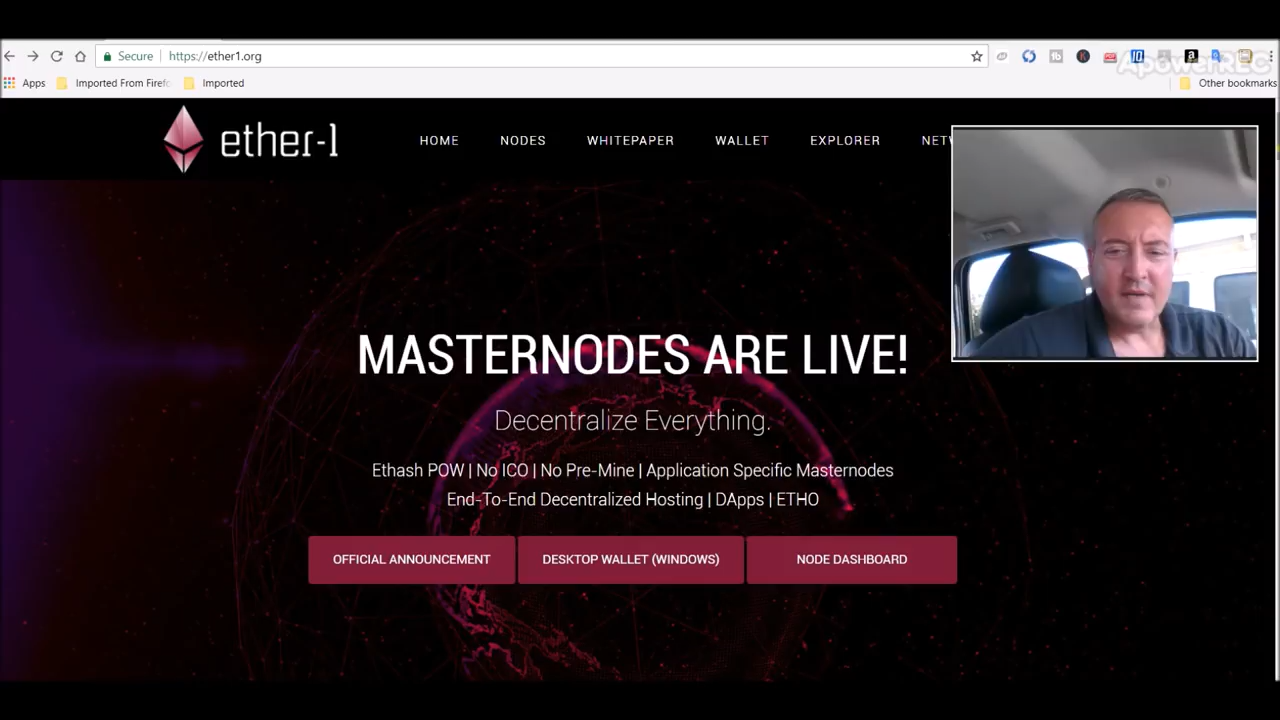 Secure
https://ether1.org
ApowerREC
Apps
Imported From Firefo
Imported
Other bookmarks
ether-1
HOME
NODES
WHITEPAPER
WALLET
EXPLORER
NETW
MASTERNODES ARE LIVE!
Decentralize Everything.
Ethash POW | No ICO | No Pre-Mine | Application Specific Masternodes
End-To-End Decentralized Hosting | DApps | ETHO
OFFICIAL ANNOUNCEMENT
DESKTOP WALLET (WINDOWS)
NODE DASHBOARD